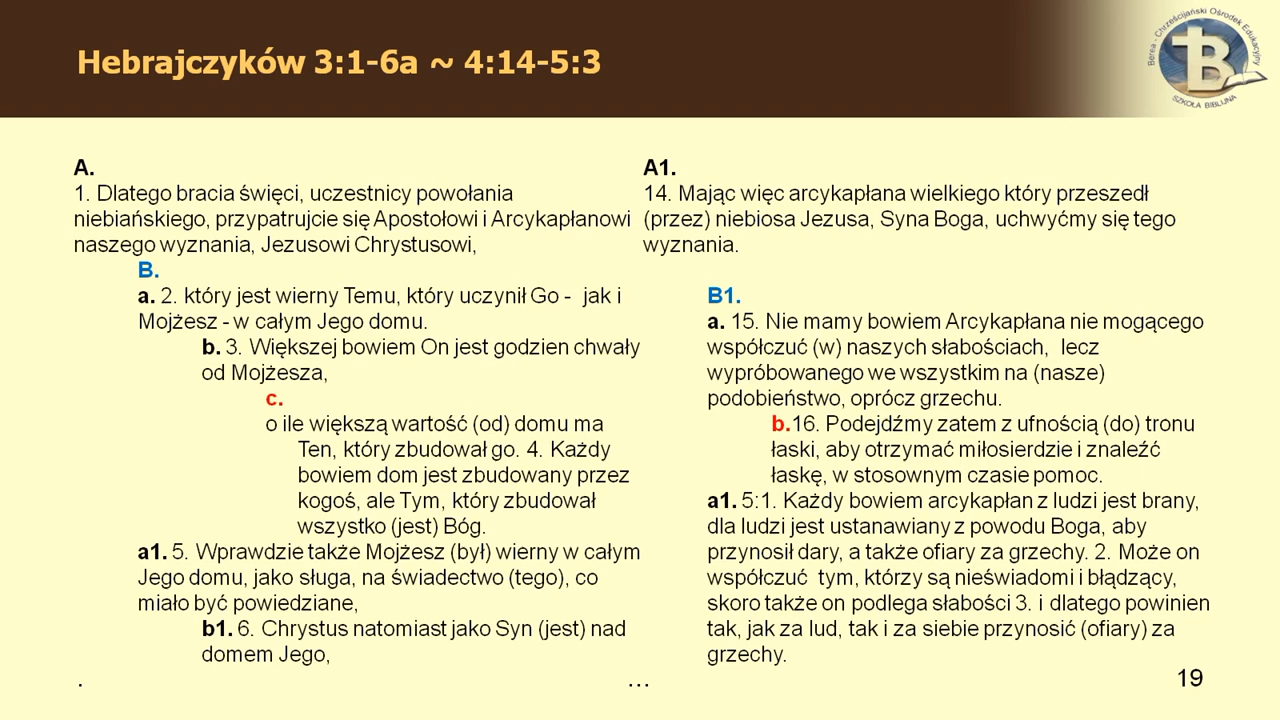 Hebrajczyków 3:1-6a ~ 4:14-5:3
Berea - Chrześcijański Ośrodek Edukacyjny
SZKOŁA BIBLIJNA
A.
1. Dlatego bracia święci, uczestnicy powołania
niebiańskiego, przypatrujcie się Apostołowi i Arcykapłanowi
naszego wyznania, Jezusowi Chrystusowi,
B.
a. 2. który jest wierny Temu, który uczynił Go - jak i
Mojżesz - w całym Jego domu.
b. 3. Większej bowiem On jest godzien chwały
od Mojżesza,
c.
o ile większą wartość (od) domu ma
Ten, który zbudował go. 4. Każdy
bowiem dom jest zbudowany przez
kogoś, ale Tym, który zbudował
wszystko (jest) Bóg.
a1. 5. Wprawdzie także Mojżesz (był) wierny w całym
Jego domu, jako sługa, na świadectwo (tego), co
miało być powiedziane,
b1. 6. Chrystus natomiast jako Syn (jest) nad
domem Jego,
.
A1.
14. Mając więc arcykapłana wielkiego który przeszedł
(przez) niebiosa Jezusa, Syna Boga, uchwyćmy się tego
wyznania.
B1.
a. 15. Nie mamy bowiem Arcykapłana nie mogącego
współczuć (w) naszych słabościach, lecz
wypróbowanego we wszystkim na (nasze)
podobieństwo, oprócz grzechu.
b.16. Podejdźmy zatem z ufnością (do) tronu
łaski, aby otrzymać miłosierdzie i znaleźć
łaskę, w stosownym czasie pomoc.
a1. 5:1. Każdy bowiem arcykapłan z ludzi jest brany,
dla ludzi jest ustanawiany z powodu Boga, aby
przynosił dary, a także ofiary za grzechy. 2. Może on
współczuć tym, którzy są nieświadomi i błądzący,
skoro także on podlega słabości 3. i dlatego powinien
tak, jak za lud, tak i za siebie przynosić (ofiary) za
grzechy.
...
19